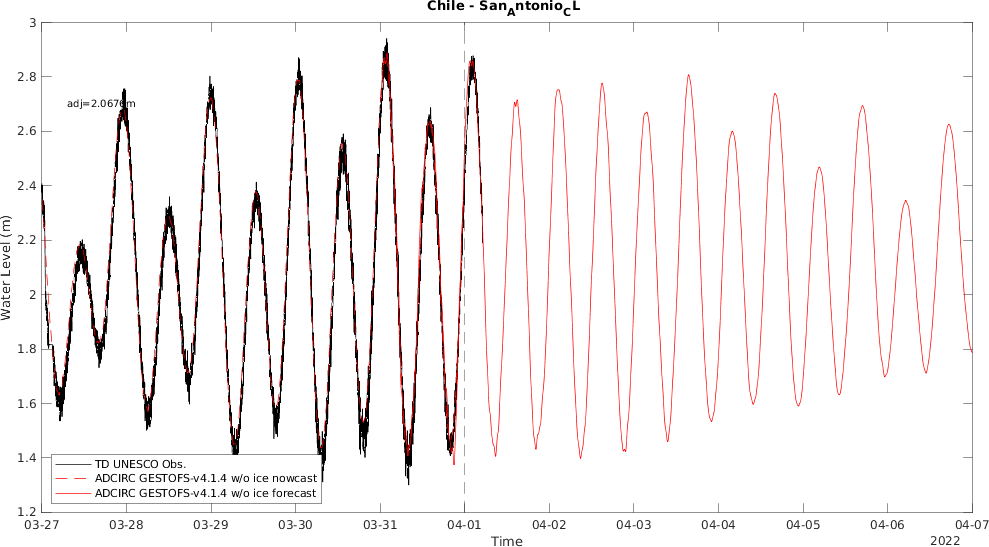 Chile - SanAntonioCL
3
2.8
2.6
2.4
2.2
2
1.8
1.6
1.4
1.2
Water Level (m)
adj=2.0676m
TD UNESCO Obs.
ADCIRC GESTOFS-v4.1.4 w/o ice nowcast
ADCIRC GESTOFS-v4.1.4 w/o ice forecast
03-27 03-28 03-29 03-30 03-31 04-01 04-02 04-03 04-04 04-05 04-06 04-07
Time
2022